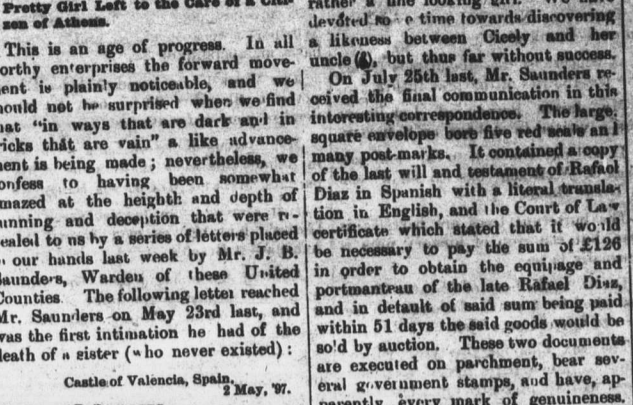 Pretty Girl Left to the Care of a Citi-
zen of Athens.
This is an age of progress. In all
orthy enterprises the forward move-
ent is plainly noticeable, and we
ould not be surprised when we find
at "in ways that are dark and in
ricks that are vain" a like advance-
ment is being made; nevertheless, we
onfess to having been somewhat
mazed at the heighth and depth of
unning and deception that were re-
ealed to us by a series of letters placed
our hands last week by Mr. J. B.
Saunders, Warden of these United
Counties. The following letter reached
Mr. Saunders on May 23rd last, and
was the first intimation he had of the
death of a sister (who never existed):
Castle of Valencia, Spain,
2 May, '97.
rather a fine looking girl. We have
devoted some time towards discovering
a likeness between Cicely and her
uncle, but thus far without success.
On July 25th last, Mr. Saunders re-
ceived the final communication in this
interesting correspondence. The large,
square envelope bore five red seals and
many post-marks. It contained a copy
of the last will and testament of Rafael
Diaz in Spanish with a literal transla-
tion in English, and the Court of Law
certificate which stated that it would
be necessary to pay the sum of £126
in order to obtain the equipage and
portmanteau of the late Rafael Diaz,
and in default of said sum being paid
within 51 days the said goods would be
so'd by auction. These two documents
are executed on parchment, bear sev-
eral government stamps, and have, ap-
parently every mark of genuineness.